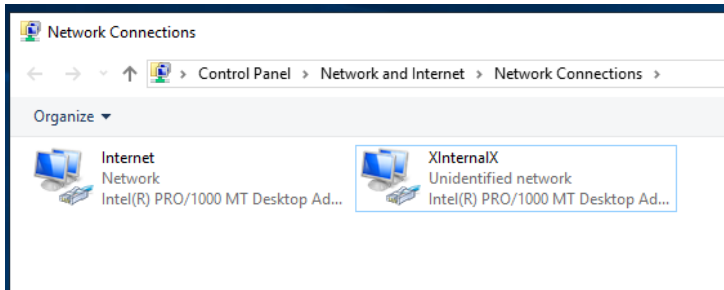 Network Connections
Control Panel > Network and Internet > Network Connections >
Organize
Internet
Network
Intel(R) PRO/1000 MT Desktop Ad...
XInternalX
Unidentified network
Intel(R) PRO/1000 MT Desktop Ad...